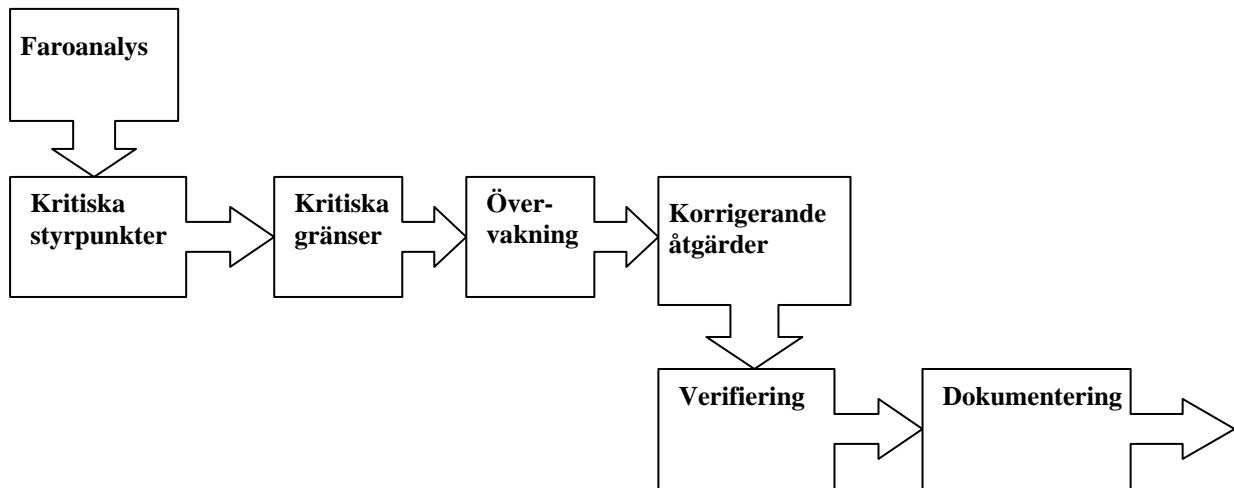 Faroanalys
Kritiska
styrpunkter
Kritiska
gränser
Över-
vakning
Korrigerande
åtgärder
Verifiering
Dokumentering